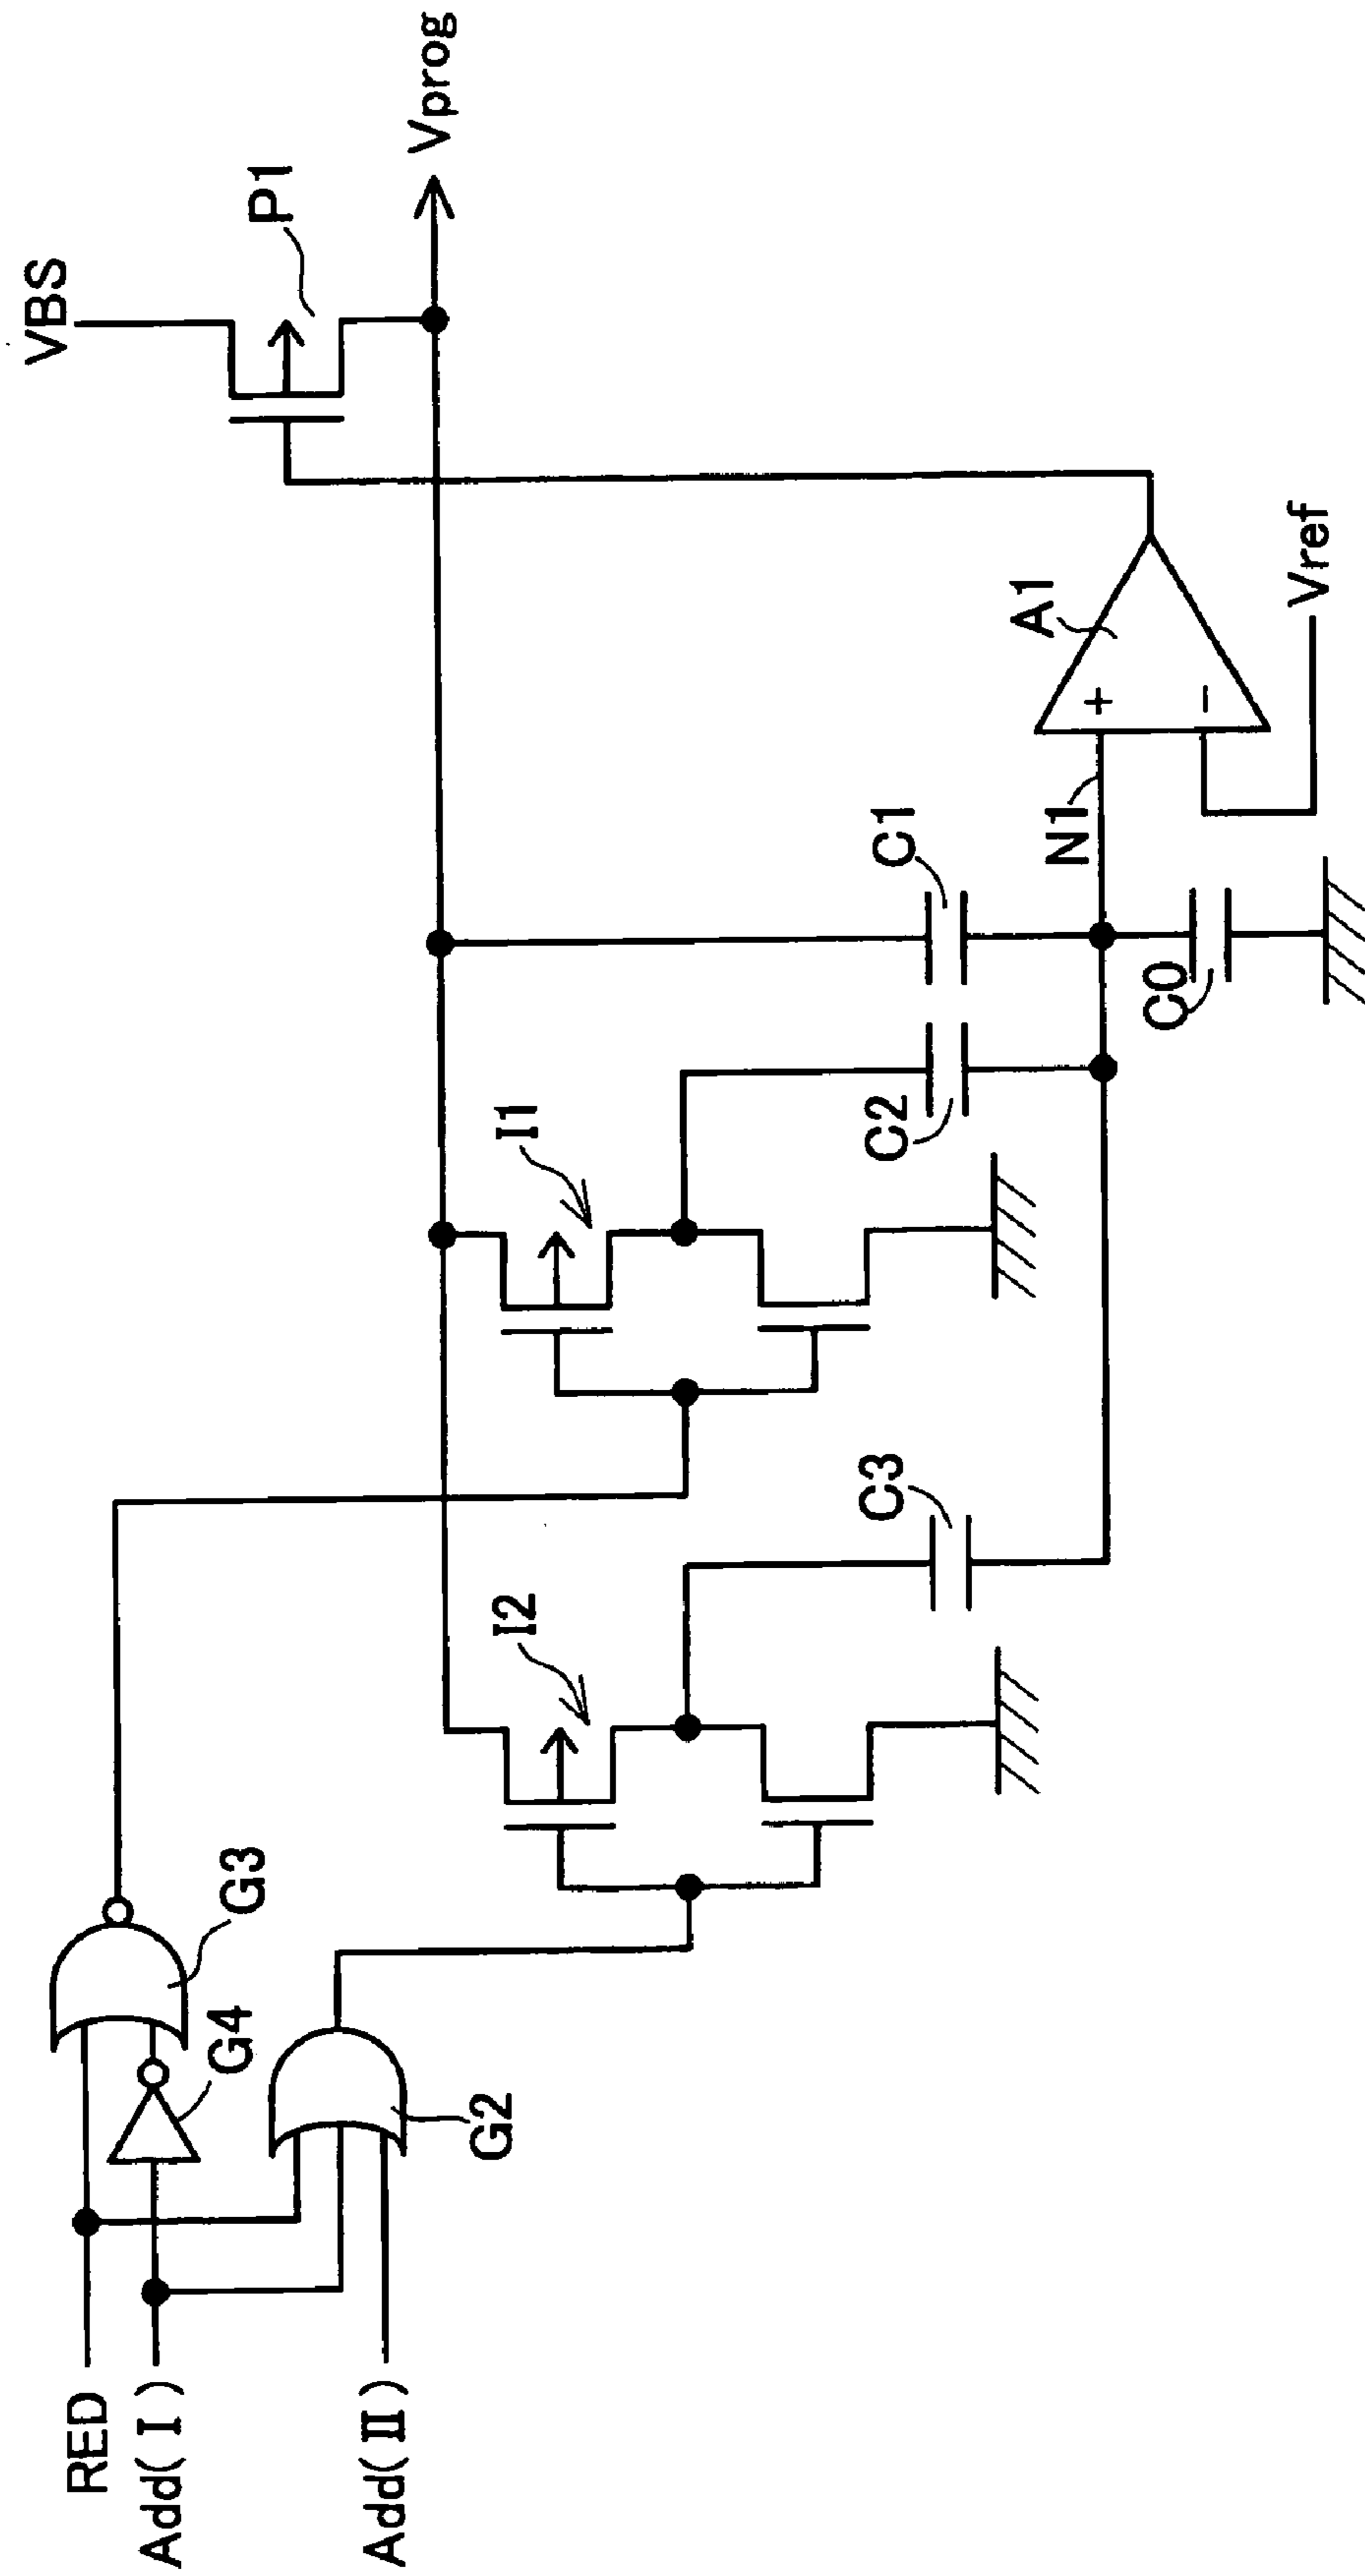 RED
Add( I )
Add( II )
G4
G3
G2
I2
C3
I1
C2
C1
C0
N1
A1
+
−
Vref
VBS
P1
Vprog